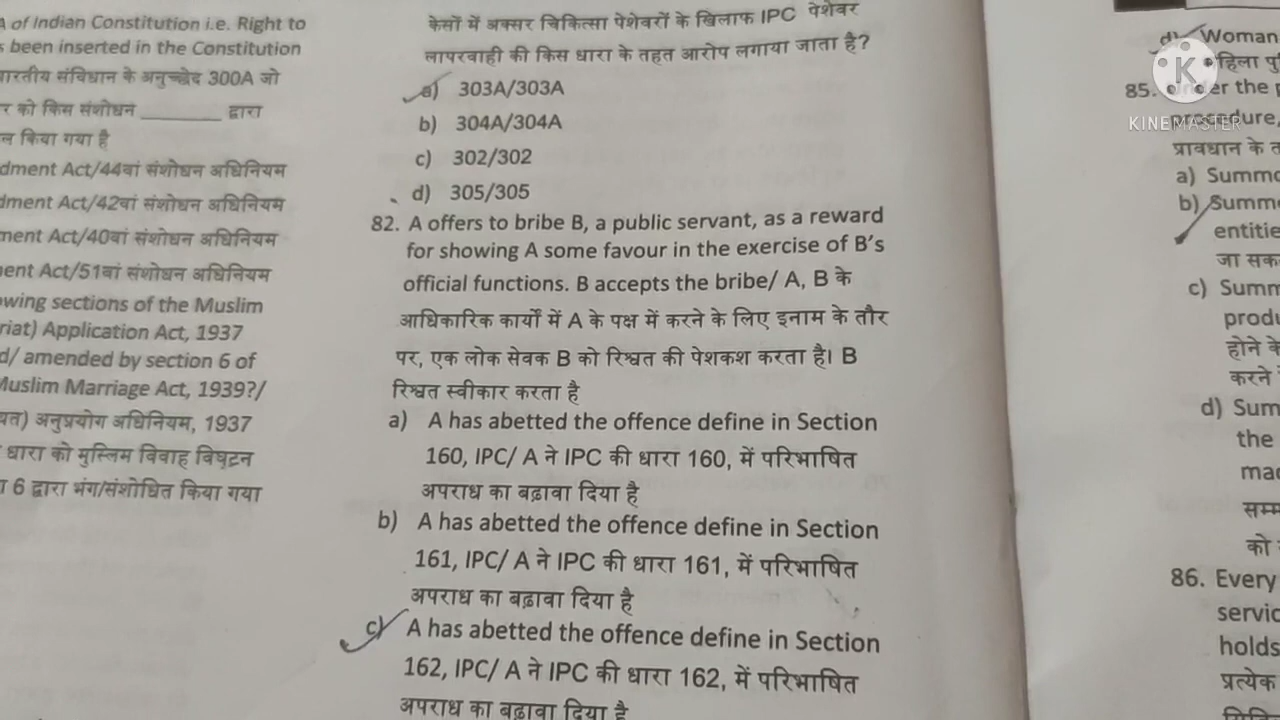 A of Indian Constitution i.e. Right to
been inserted in the Constitution
भारतीय संविधान के अनुच्छेद 300A जो
को किस संशोधन ________ द्वारा
किया गया है
dment Act/44वां संशोधन अधिनियम
dment Act/42वां संशोधन अधिनियम
ment Act/40वां संशोधन अधिनियम
ent Act/51वां संशोधन अधिनियम
owing sections of the Muslim
riat) Application Act, 1937
d/ amended by section 6 of
Muslim Marriage Act, 1939?/
यत) अनुप्रयोग अधिनियम, 1937
धारा को मुस्लिम विवाह विघटन
6 द्वारा भंग/संशोधित किया गया
केसों में अक्सर चिकित्सा पेशेवरों के खिलाफ IPC पेशेवर
लापरवाही की किस धारा के तहत आरोप लगाया जाता है?
a) 303A/303A
b) 304A/304A
c) 302/302
d) 305/305
82. A offers to bribe B, a public servant, as a reward
for showing A some favour in the exercise of B's
official functions. B accepts the bribe/ A, B के
आधिकारिक कार्यों में A के पक्ष में करने के लिए इनाम के तौर
पर, एक लोक सेवक B को रिश्वत की पेशकश करता है। B
रिश्वत स्वीकार करता है
a) A has abetted the offence define in Section
160, IPC/ A ने IPC की धारा 160, में परिभाषित
अपराध का बढ़ावा दिया है
b) A has abetted the offence define in Section
161, IPC/ A ने IPC की धारा 161, में परिभाषित
अपराध का बढ़ावा दिया है
c) A has abetted the offence define in Section
162, IPC/ A ने IPC की धारा 162, में परिभाषित
अपराध का बढ़ावा दिया है
d) Woman
K
85. Under the
KINEMASTER
procedure,
प्रावधान के
a) Summo
b) Summ
entitie
जा सक
c) Summ
produ
होने के
करने
d) Sum
the
mad
सम्म
को
86. Every
servic
holds
प्रत्येक